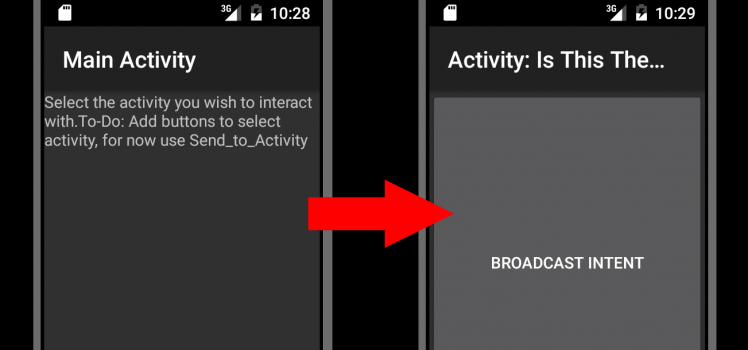 3G 10:28
Main Activity
Select the activity you wish to interact
with.To-Do: Add buttons to select
activity, for now use Send_to_Activity
3G 10:29
Activity: Is This The...
BROADCAST INTENT